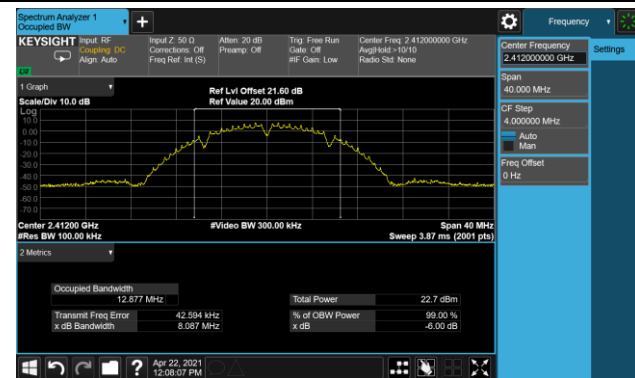 Spectrum Analyzer 1
Occupied BW
+
Frequency
KEYSIGHT
Input: RF
Coupling: DC
Align: Auto
Input Z: 50 Ω
Corrections: Off
Freq Ref: Int (S)
Atten: 20 dB
Preamp: Off
Trig: Free Run
Gate: Off
#IF Gain: Low
Center Freq: 2.412000000 GHz
Avg|Hold:>10/10
Radio Std: None
Center Frequency
2.412000000 GHz
Settings
Span
40.000 MHz
CF Step
4.000000 MHz
Auto
Man
Freq Offset
0 Hz
1 Graph
Scale/Div 10.0 dB
Ref Lvl Offset 21.60 dB
Ref Value 20.00 dBm
Log
10.0
0.00
-10.0
-20.0
-30.0
-40.0
-50.0
-60.0
-70.0
Center 2.41200 GHz
#Res BW 100.00 kHz
#Video BW 300.00 kHz
Span 40 MHz
Sweep 3.87 ms (2001 pts)
2 Metrics
Occupied Bandwidth
12.877 MHz
Total Power 22.7 dBm
Transmit Freq Error 42.594 kHz
% of OBW Power 99.00 %
x dB Bandwidth 8.087 MHz
x dB -6.00 dB
?
Apr 22, 2021
12:08:07 PM